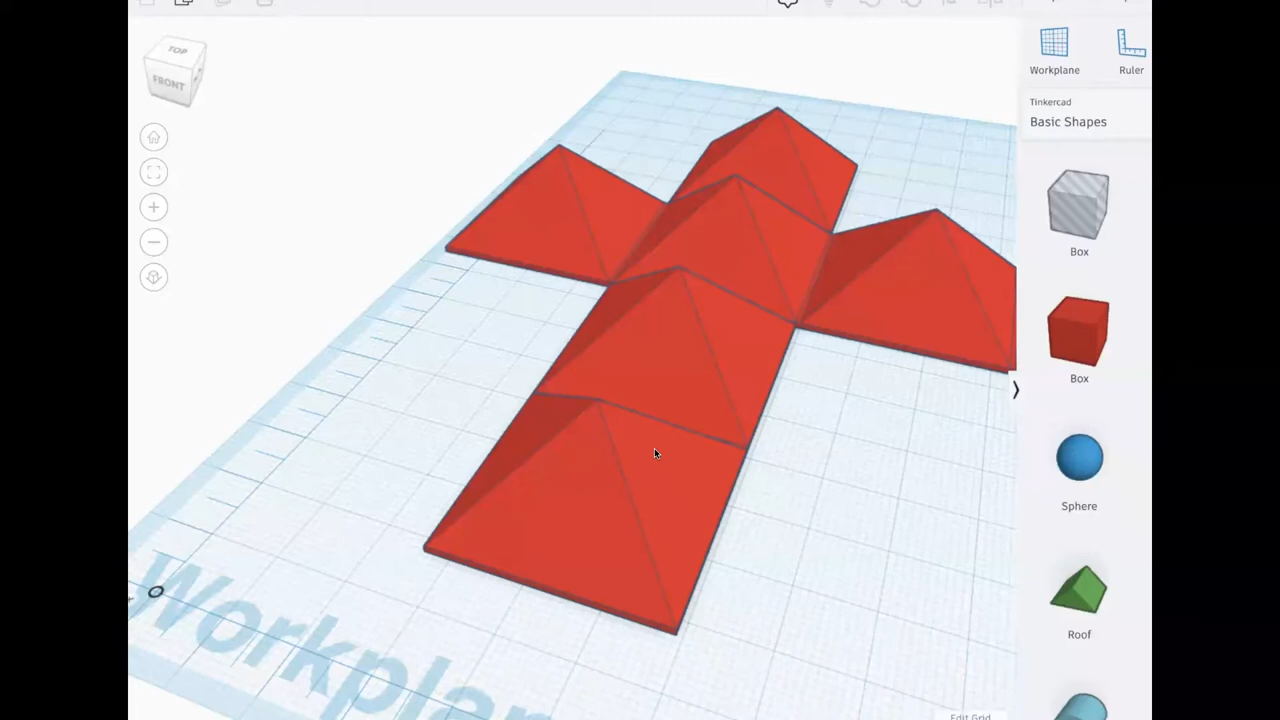 TOP
FRONT
Workplane
Ruler
Tinkercad
Basic Shapes
Box
Box
Sphere
Roof
Workplan
Edit Grid